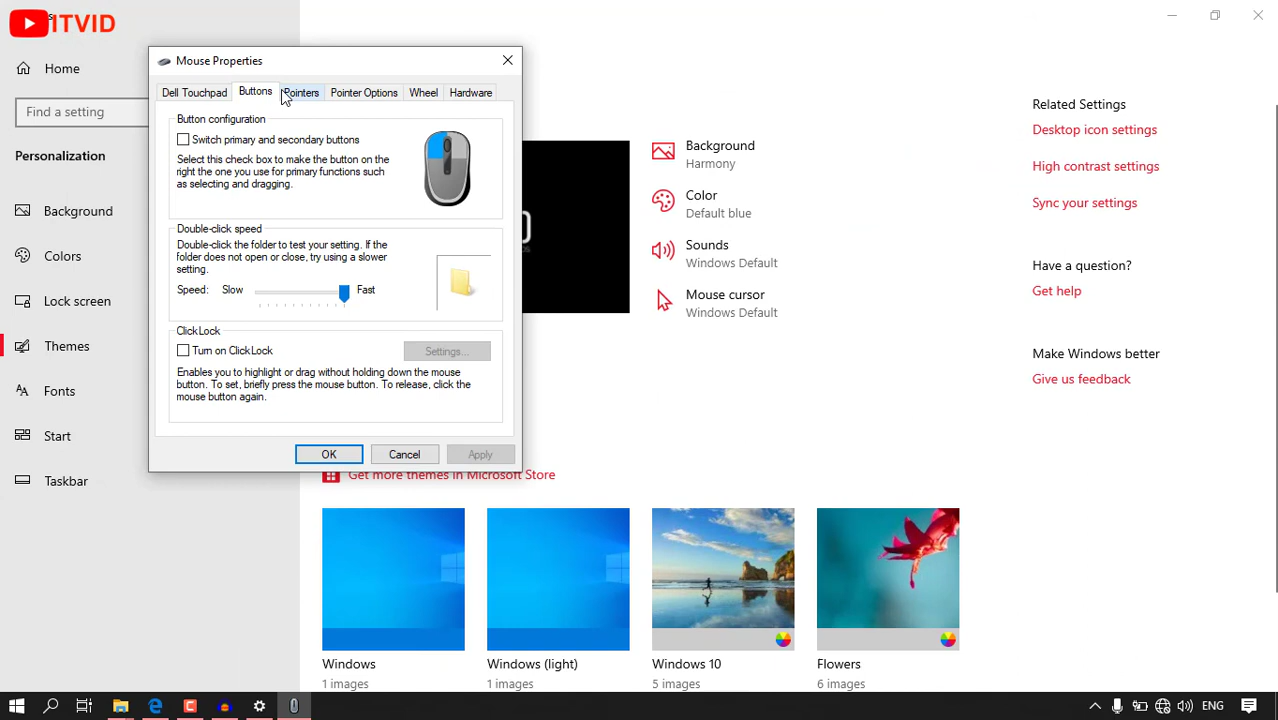 ITVID
Home
Find a setting
Personalization
Background
Colors
Lock screen
Themes
Fonts
Start
Taskbar
Mouse Properties
Dell Touchpad
Buttons
Pointers
Pointer Options
Wheel
Hardware
Button configuration
Switch primary and secondary buttons
Select this check box to make the button on the
right the one you use for primary functions such
as selecting and dragging.
Double-click speed
Double-click the folder to test your setting. If the
folder does not open or close, try using a slower
setting.
Speed: Slow Fast
ClickLock
Turn on ClickLock
Settings...
Enables you to highlight or drag without holding down the mouse
button. To set, briefly press the mouse button. To release, click the
mouse button again.
OK
Cancel
Apply
Background
Harmony
Color
Default blue
Sounds
Windows Default
Mouse cursor
Windows Default
Get more themes in Microsoft Store
Windows
1 images
Windows (light)
1 images
Windows 10
5 images
Flowers
6 images
Related Settings
Desktop icon settings
High contrast settings
Sync your settings
Have a question?
Get help
Make Windows better
Give us feedback
ENG